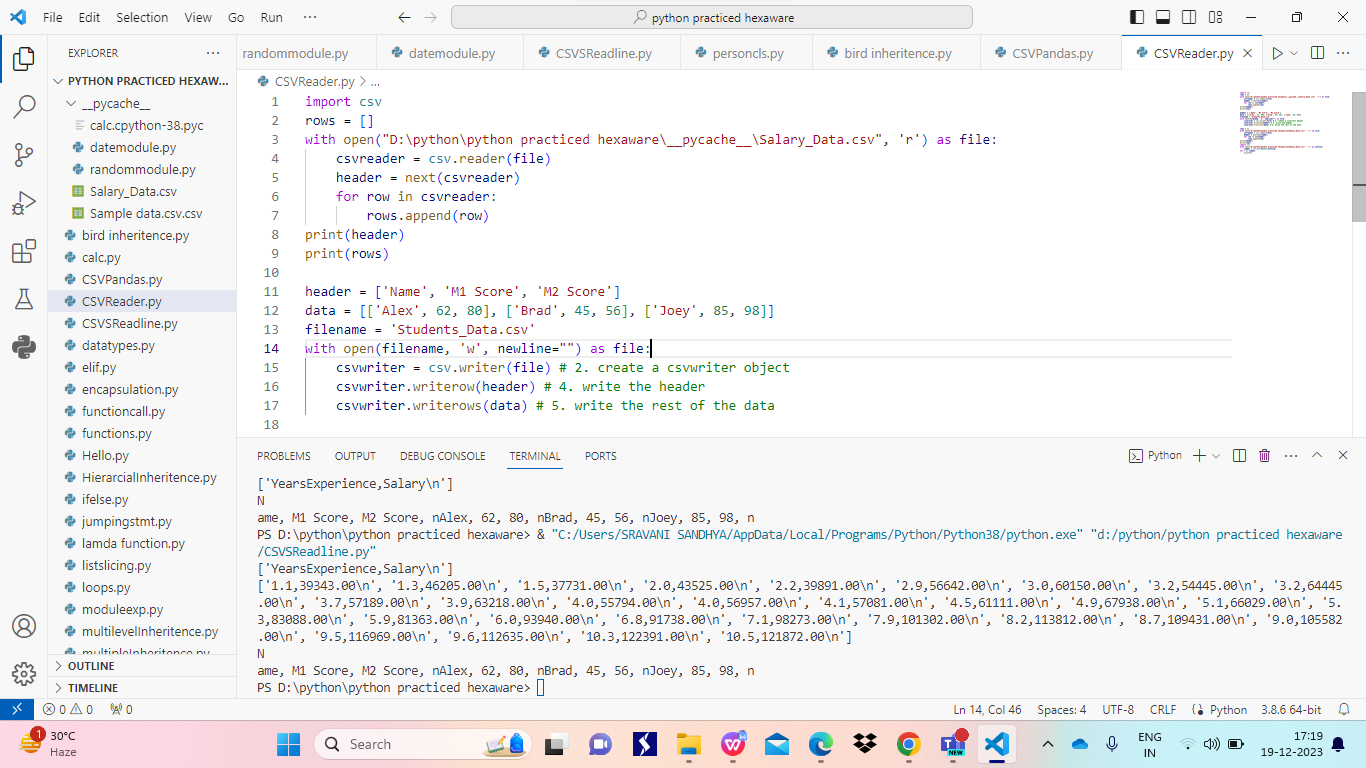 File Edit Selection View Go Run ··· python practiced hexaware
EXPLORER ···
PYTHON PRACTICED HEXAW...
__pycache__
calc.cpython-38.pyc
datemodule.py
randommodule.py
Salary_Data.csv
Sample data.csv.csv
bird inheritence.py
calc.py
CSVPandas.py
CSVReader.py
CSVSReadline.py
datatypes.py
elif.py
encapsulation.py
functioncall.py
functions.py
Hello.py
HierarcialInheritence.py
ifelse.py
jumpingstmt.py
lamda function.py
listslicing.py
loops.py
moduleexp.py
multilevelInheritence.py
multipleInheritence.py
OUTLINE
TIMELINE
randommodule.py datemodule.py CSVSReadline.py personcls.py bird inheritence.py CSVPandas.py CSVReader.py
CSVReader.py > ...
1 import csv
2 rows = []
3 with open("D:\python\python practiced hexaware\__pycache__\Salary_Data.csv", 'r') as file:
4 csvreader = csv.reader(file)
5 header = next(csvreader)
6 for row in csvreader:
7 rows.append(row)
8 print(header)
9 print(rows)
10
11 header = ['Name', 'M1 Score', 'M2 Score']
12 data = [['Alex', 62, 80], ['Brad', 45, 56], ['Joey', 85, 98]]
13 filename = 'Students_Data.csv'
14 with open(filename, 'w', newline="") as file:
15 csvwriter = csv.writer(file) # 2. create a csvwriter object
16 csvwriter.writerow(header) # 4. write the header
17 csvwriter.writerows(data) # 5. write the rest of the data
18
PROBLEMS OUTPUT DEBUG CONSOLE TERMINAL PORTS Python
['YearsExperience,Salary\n']
N
ame, M1 Score, M2 Score, nAlex, 62, 80, nBrad, 45, 56, nJoey, 85, 98, n
PS D:\python\python practiced hexaware> & "C:/Users/SRAVANI SANDHYA/AppData/Local/Programs/Python/Python38/python.exe" "d:/python/python practiced hexaware
/CSVSReadline.py"
['YearsExperience,Salary\n']
['1.1,39343.00\n', '1.3,46205.00\n', '1.5,37731.00\n', '2.0,43525.00\n', '2.2,39891.00\n', '2.9,56642.00\n', '3.0,60150.00\n', '3.2,54445.00\n', '3.2,64445
.00\n', '3.7,57189.00\n', '3.9,63218.00\n', '4.0,55794.00\n', '4.0,56957.00\n', '4.1,57081.00\n', '4.5,61111.00\n', '4.9,67938.00\n', '5.1,66029.00\n', '5.
3,83088.00\n', '5.9,81363.00\n', '6.0,93940.00\n', '6.8,91738.00\n', '7.1,98273.00\n', '7.9,101302.00\n', '8.2,113812.00\n', '8.7,109431.00\n', '9.0,105582
.00\n', '9.5,116969.00\n', '9.6,112635.00\n', '10.3,122391.00\n', '10.5,121872.00\n']
N
ame, M1 Score, M2 Score, nAlex, 62, 80, nBrad, 45, 56, nJoey, 85, 98, n
PS D:\python\python practiced hexaware>
0 0 0 Ln 14, Col 46 Spaces: 4 UTF-8 CRLF Python 3.8.6 64-bit
1 30°C
Haze
Search
NEW
ENG
IN
17:19
19-12-2023